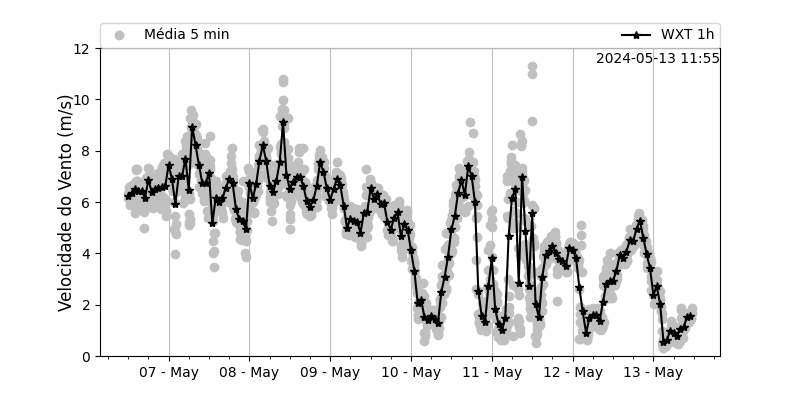 Média 5 min
WXT 1h
2024-05-13 11:55
Velocidade do Vento (m/s)
12
10
8
6
4
2
0
07 - May
08 - May
09 - May
10 - May
11 - May
12 - May
13 - May